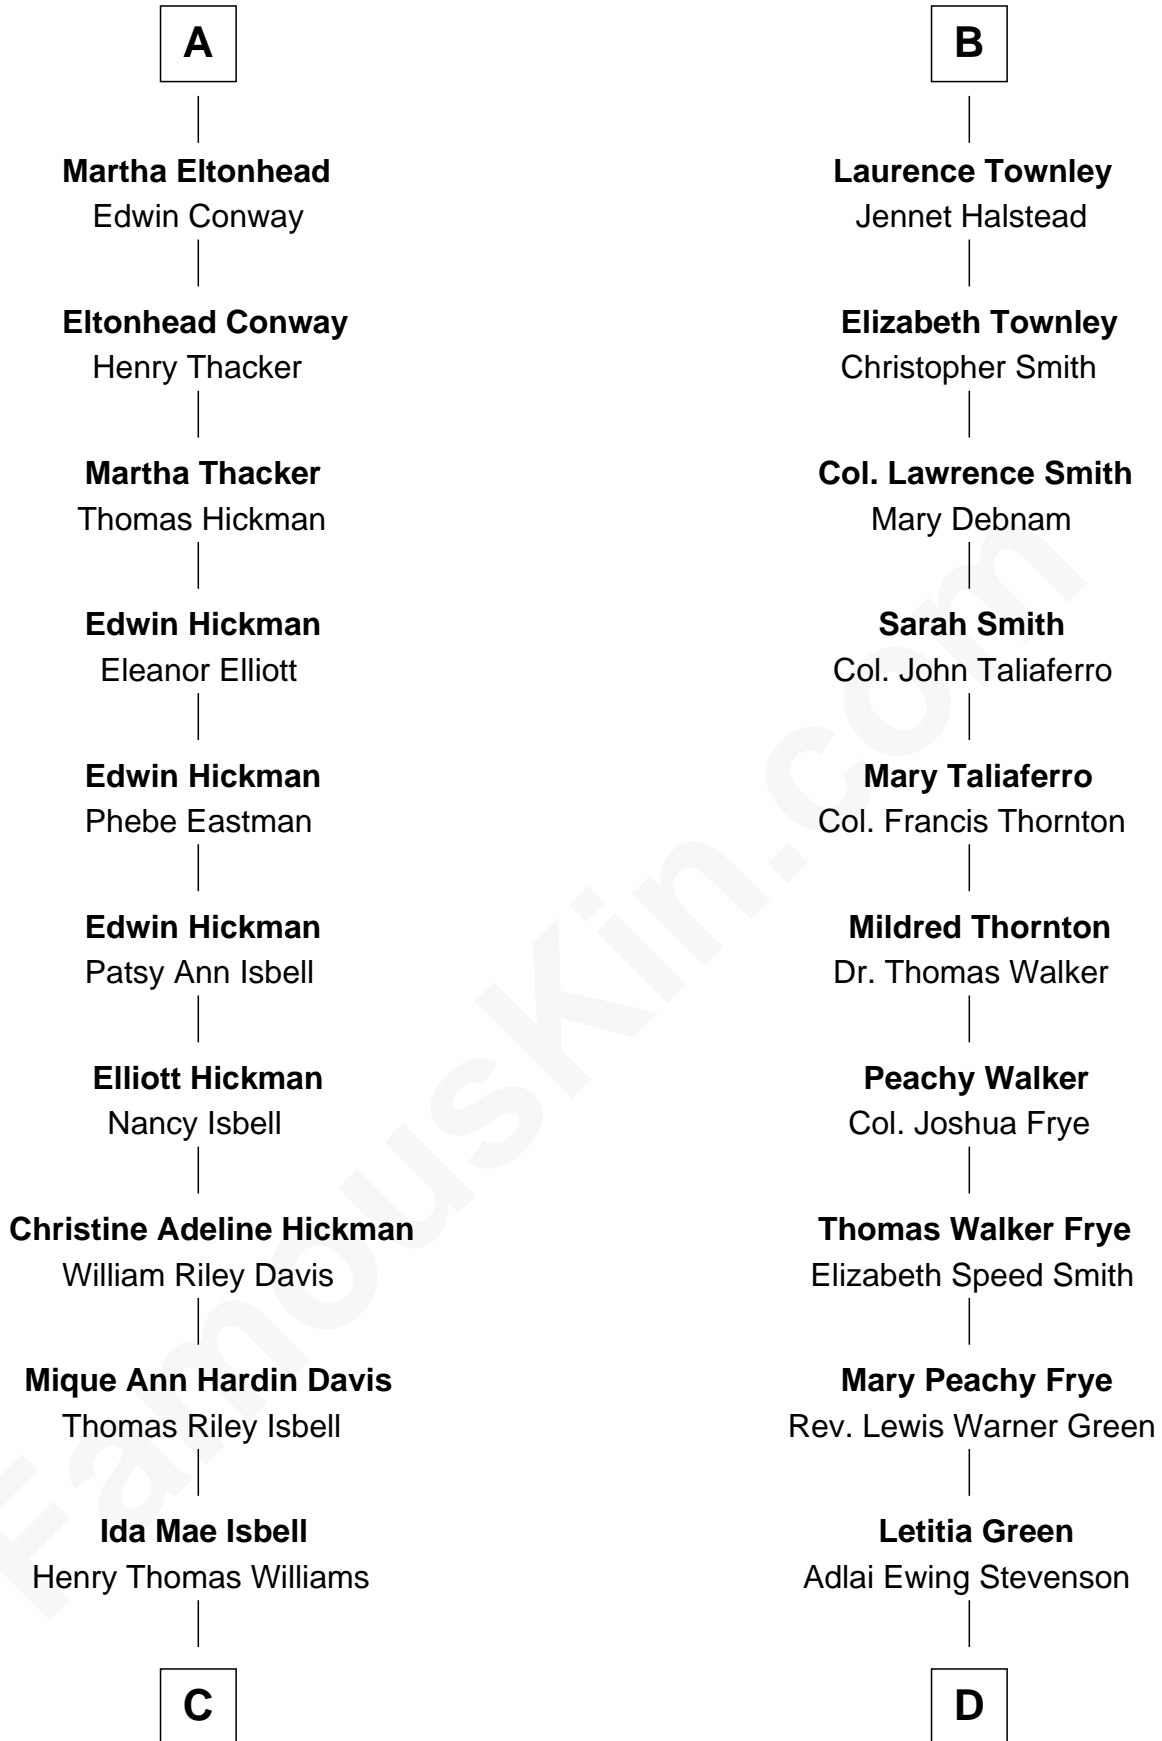 A
Martha Eltonhead
Edwin Conway
Eltonhead Conway
Henry Thacker
Martha Thacker
Thomas Hickman
Edwin Hickman
Eleanor Elliott
Edwin Hickman
Phebe Eastman
Edwin Hickman
Patsy Ann Isbell
Elliott Hickman
Nancy Isbell
Christine Adeline Hickman
William Riley Davis
Mique Ann Hardin Davis
Thomas Riley Isbell
Ida Mae Isbell
Henry Thomas Williams
C
B
Laurence Townley
Jennet Halstead
Elizabeth Townley
Christopher Smith
Col. Lawrence Smith
Mary Debnam
Sarah Smith
Col. John Taliaferro
Mary Taliaferro
Col. Francis Thornton
Mildred Thornton
Dr. Thomas Walker
Peachy Walker
Col. Joshua Frye
Thomas Walker Frye
Elizabeth Speed Smith
Mary Peachy Frye
Rev. Lewis Warner Green
Letitia Green
Adlai Ewing Stevenson
D
FamousKin.com